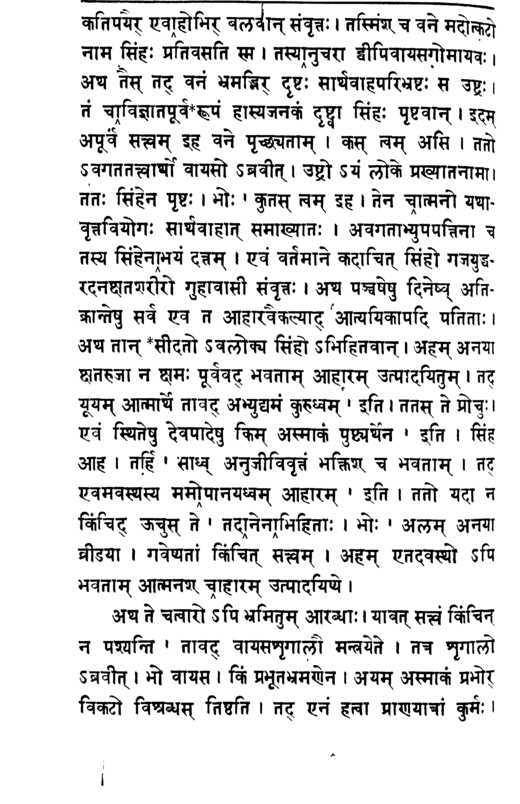 कतिपयैर् एवाहोभिर् बलवान् संवृत्तः। तस्मिंश् च वने मदोत्कटो
नाम सिंहः प्रतिवसति स्म। तस्यानुचरा द्वीपिवायसगोमायवः।
अथ तैस् तद् वनं भ्रमद्भिर् दृष्टः सार्थवाहपरिभ्रष्टः स उष्ट्रः।
तं चाविज्ञातपूर्व*रूपं हास्यजनकं दृष्ट्वा सिंहः पृष्टवान्। इदम्
अपूर्वं सत्त्वम् इह वने पृच्छ्यताम्। कस् त्वम् असि। ततो
ऽवगततत्त्वार्थो वायसो ऽब्रवीत्। उष्ट्रो ऽयं लोके प्रख्यातनामा।
ततः सिंहेन पृष्टः। भोः' कुतस् त्वम् इह। तेन चात्मनो यथा-
वृत्तवियोगः सार्थवाहात् समाख्यातः। अवगताभ्युपपत्तिना च
तस्य सिंहेनाभयं दत्तम्। एवं वर्तमाने कदाचित् सिंहो गजयुद्ध-
रदनक्षतशरीरो गुहावासी संवृत्तः। अथ पञ्चषेषु दिनेष्व् अति-
क्रान्तेषु सर्व एव त आहारवैकल्याद् 'आत्ययिकापदि पतिताः।
अथ तान् *सीदतो ऽवलोक्य सिंहो ऽभिहितवान्। अहम् अनया
क्षतरुजा न क्षमः पूर्ववद् भवताम् आहारम् उत्पादयितुम्। तद्
यूयम् आत्मार्थे तावद् अभ्युद्यमं कुरुध्वम्' इति। ततस् ते प्रोचुः।
एवं स्थितेषु देवपादेषु किम् अस्माकं पुष्ट्यर्थेन' इति। सिंह
आह। तर्हि' साध्व् अनुजीविवृत्तं भक्तिश् च भवताम्। तद्
एवमवस्थस्य ममोपानयध्वम् आहारम्' इति। ततो यदा न
किंचिद् ऊचुस् ते' तदानेनाभिहिताः। भोः' अलम् अनया
व्रीडया। गवेष्यतां किंचित् सत्त्वम्। अहम् एतदवस्थो ऽपि
भवताम् आत्मनश् चाहारम् उत्पादयिष्ये।
अथ ते चत्वारो ऽपि भ्रमितुम् आरब्धाः। यावत् सत्त्वं किंचिन्
न पश्यन्ति' तावद् वायसशृगालौ मन्त्रयेते। तत्र शृगालो
ऽब्रवीत्। भो वायस। किं प्रभूतभ्रमणेन। अयम् अस्माकं प्रभोर्
विकटो विश्रब्धस् तिष्ठति। तद् एनं हत्वा प्राणयात्रां कुर्मः।